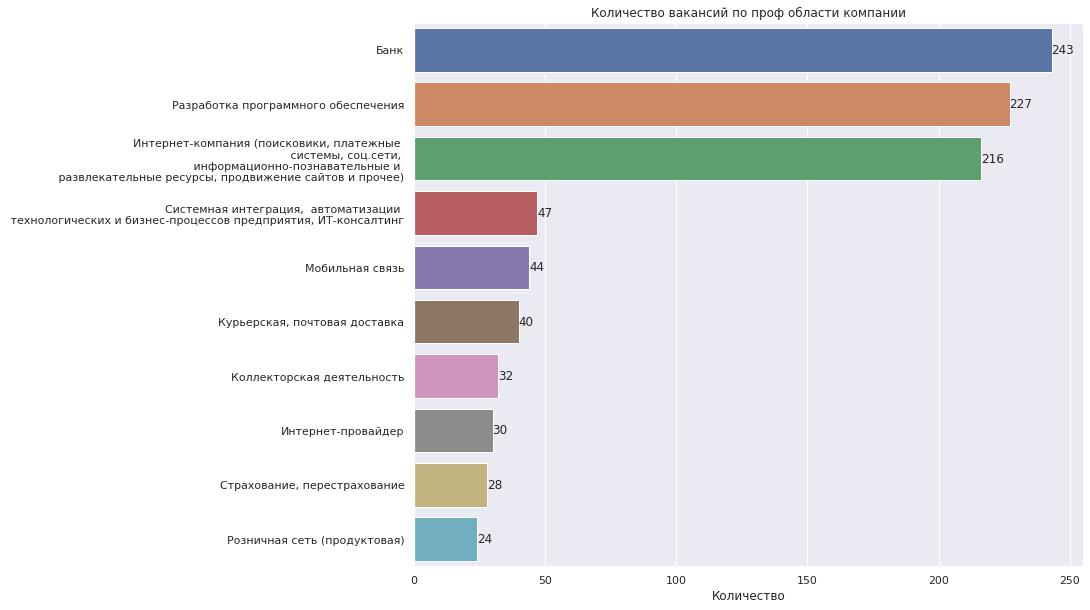 Количество вакансий по проф области компании
Банк
243
Разработка программного обеспечения
227
Интернет-компания (поисковики, платежные
системы, соц.сети,
информационно-познавательные и
развлекательные ресурсы, продвижение сайтов и прочее)
216
Системная интеграция,  автоматизации
технологических и бизнес-процессов предприятия, ИТ-консалтинг
47
Мобильная связь
44
Курьерская, почтовая доставка
40
Коллекторская деятельность
32
Интернет-провайдер
30
Страхование, перестрахование
28
Розничная сеть (продуктовая)
24
0 50 100 150 200 250
Количество